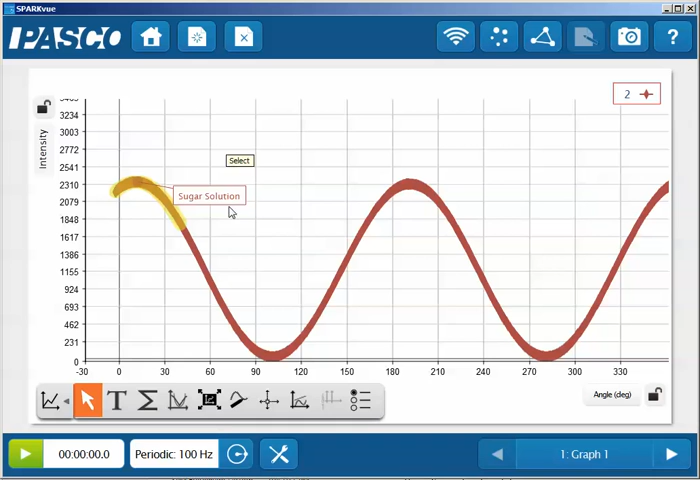 SPARKvue
PASCO
?
2
3465
3234
3003
2772
2541
2310
2079
1848
1617
1386
1155
924
693
462
231
0
Intensity
Select
Sugar Solution
-30 0 30 60 90 120 150 180 210 240 270 300 330
T Σ
Angle (deg)
00:00:00.0
Periodic: 100 Hz
1: Graph 1